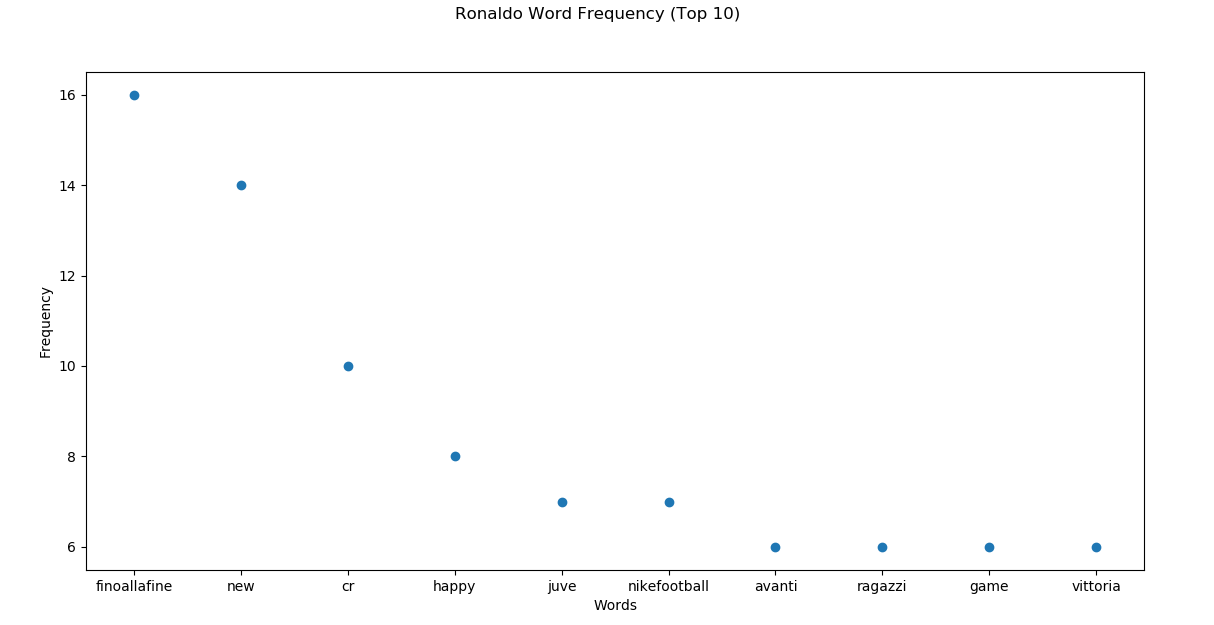 Ronaldo Word Frequency (Top 10)
16
14
12
10
8
6
Frequency
finoallafine new cr happy juve nikefootball avanti ragazzi game vittoria
Words